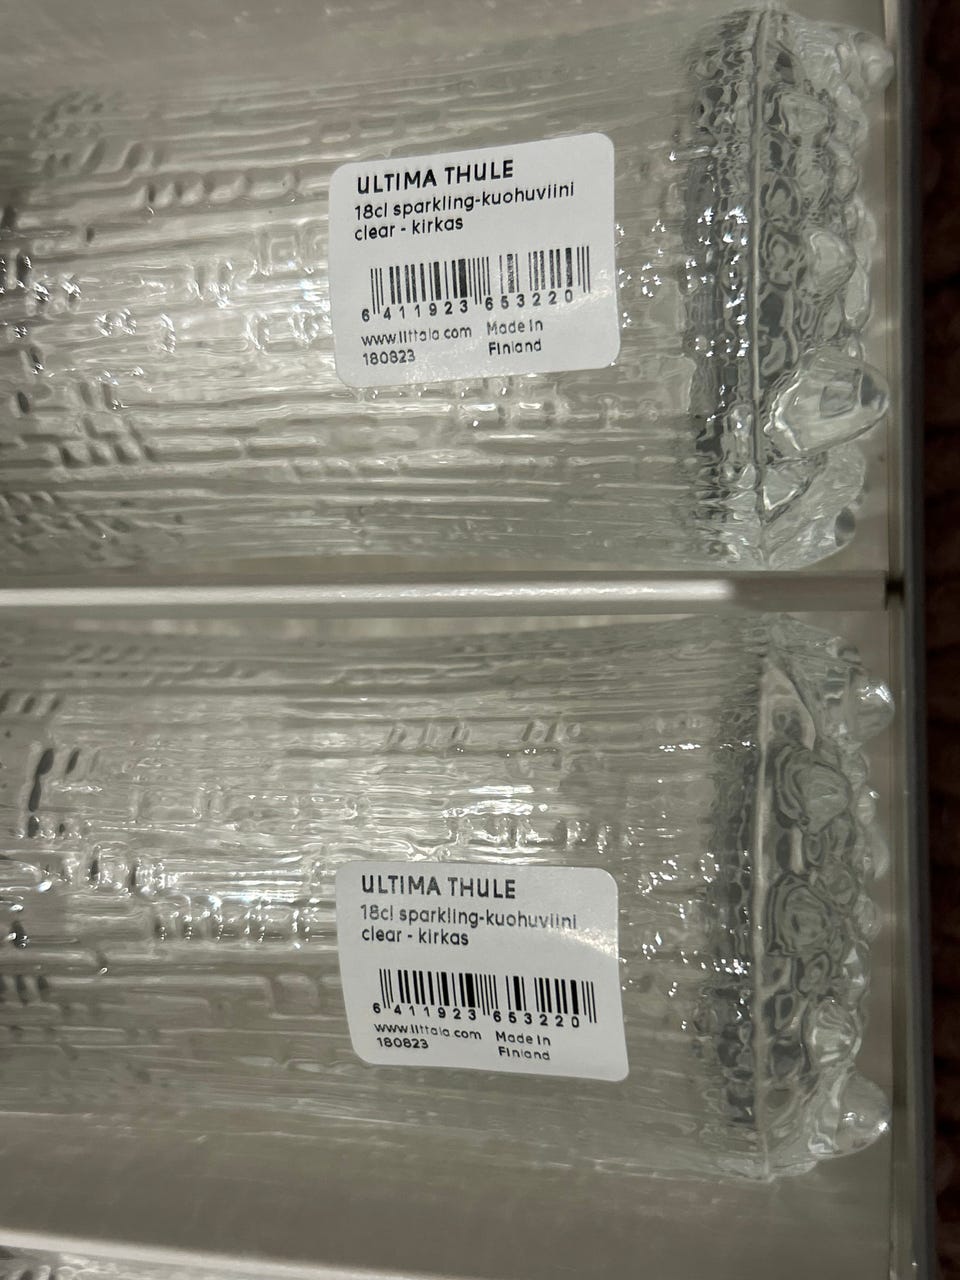 ULTIMA THULE
18cl sparkling-kuohuviini
clear - kirkas
6 411923 653220
www.iittala.com Made in
180823 Finland
ULTIMA THULE
18cl sparkling-kuohuviini
clear - kirkas
6 411923 653220
www.iittala.com Made in
180823 Finland